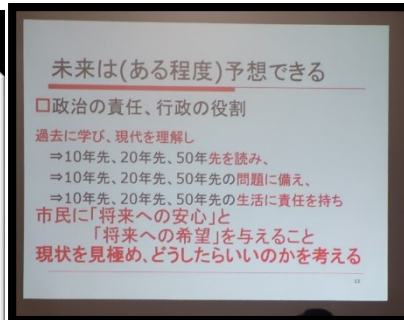 未来は(ある程度)予想できる
□政治の責任、行政の役割
過去に学び、現代を理解し
⇒10年先、20年先、50年先を読み、
⇒10年先、20年先、50年先の問題に備え、
⇒10年先、20年先、50年先の生活に責任を持ち
市民に「将来への安心」と
「将来への希望」を与えること
現状を見極め、どうしたらいいのかを考える